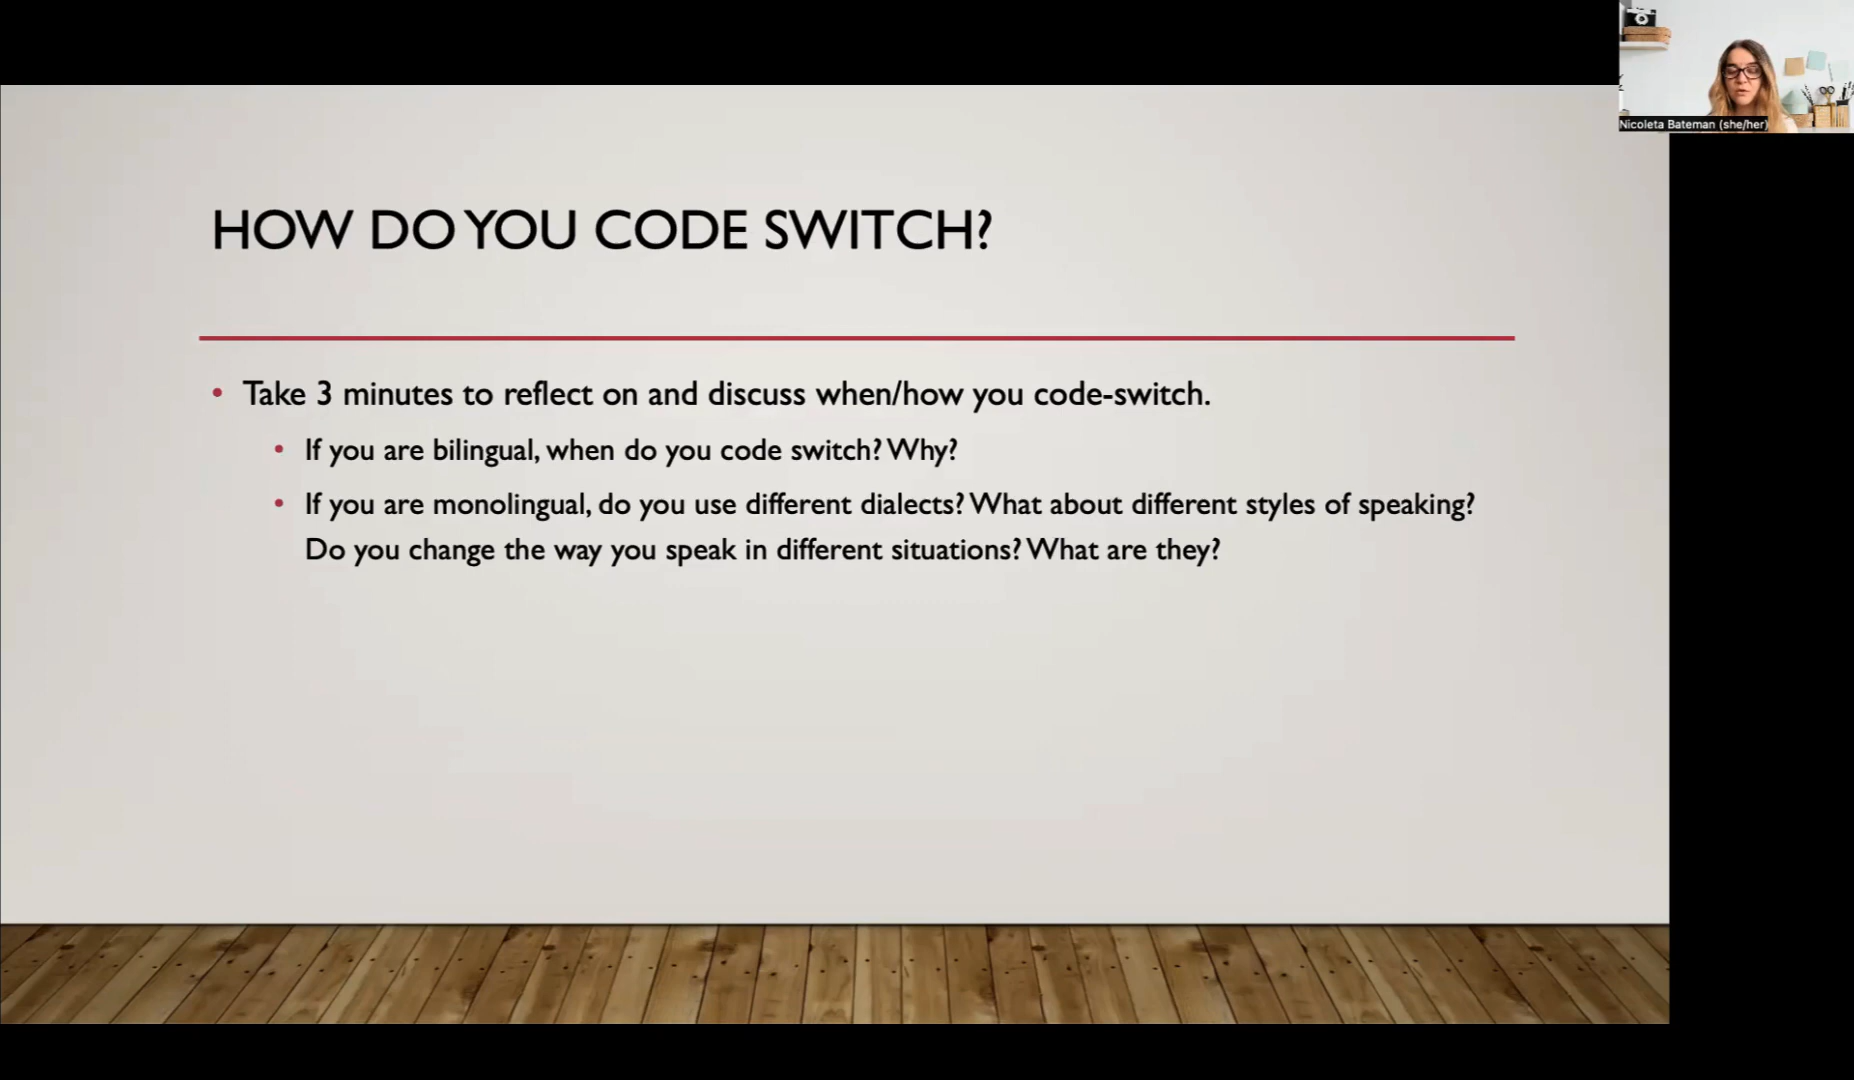 Nicoleta Bateman (she/her)
HOW DO YOU CODE SWITCH?
• Take 3 minutes to reflect on and discuss when/how you code-switch.
• If you are bilingual, when do you code switch? Why?
• If you are monolingual, do you use different dialects? What about different styles of speaking?
Do you change the way you speak in different situations? What are they?